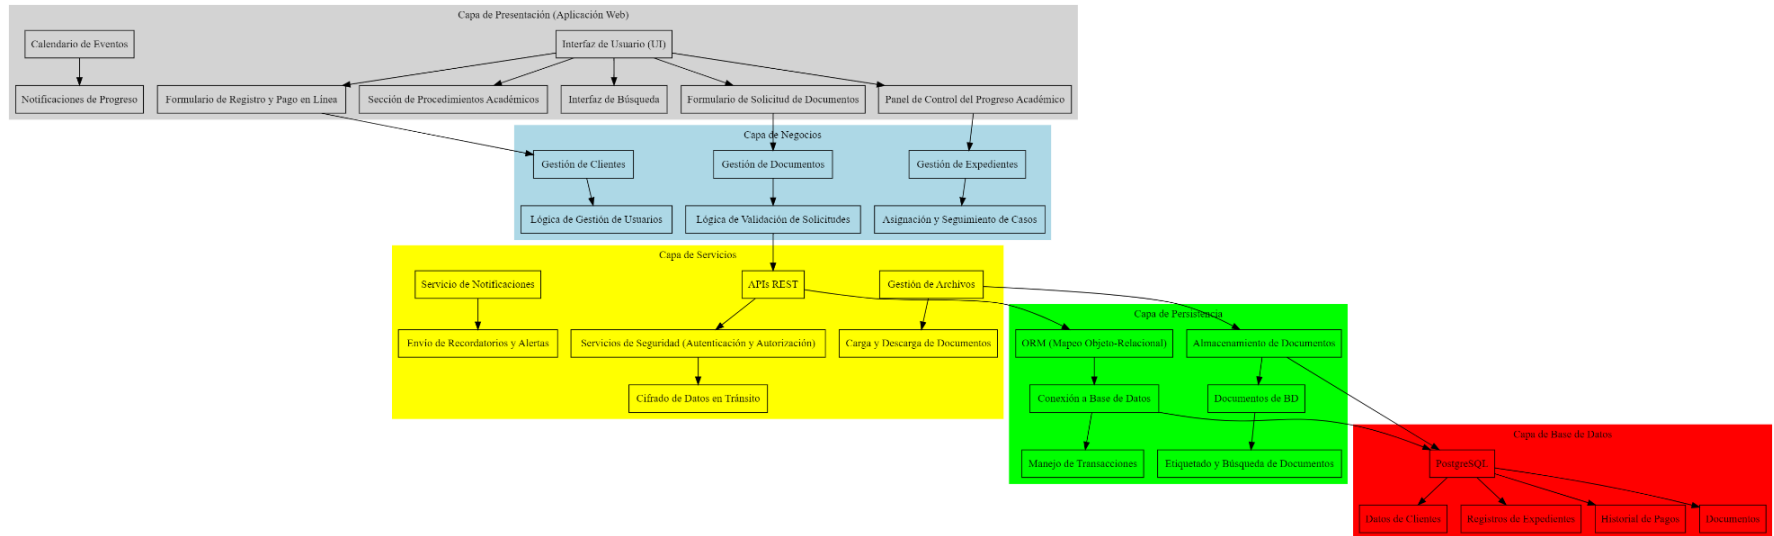 Capa de Presentación (Aplicación Web)
Calendario de Eventos
Interfaz de Usuario (UI)
Notificaciones de Progreso
Formulario de Registro y Pago en Línea
Sección de Procedimientos Académicos
Interfaz de Búsqueda
Formulario de Solicitud de Documentos
Panel de Control del Progreso Académico
Capa de Negocios
Gestión de Clientes
Gestión de Documentos
Gestión de Expedientes
Lógica de Gestión de Usuarios
Lógica de Validación de Solicitudes
Asignación y Seguimiento de Casos
Capa de Servicios
Servicio de Notificaciones
APIs REST
Gestión de Archivos
Envío de Recordatorios y Alertas
Servicios de Seguridad (Autenticación y Autorización)
Carga y Descarga de Documentos
Cifrado de Datos en Tránsito
Capa de Persistencia
ORM (Mapeo Objeto-Relacional)
Almacenamiento de Documentos
Conexión a Base de Datos
Documentos de BD
Manejo de Transacciones
Etiquetado y Búsqueda de Documentos
Capa de Base de Datos
PostgreSQL
Datos de Clientes
Registros de Expedientes
Historial de Pagos
Documentos